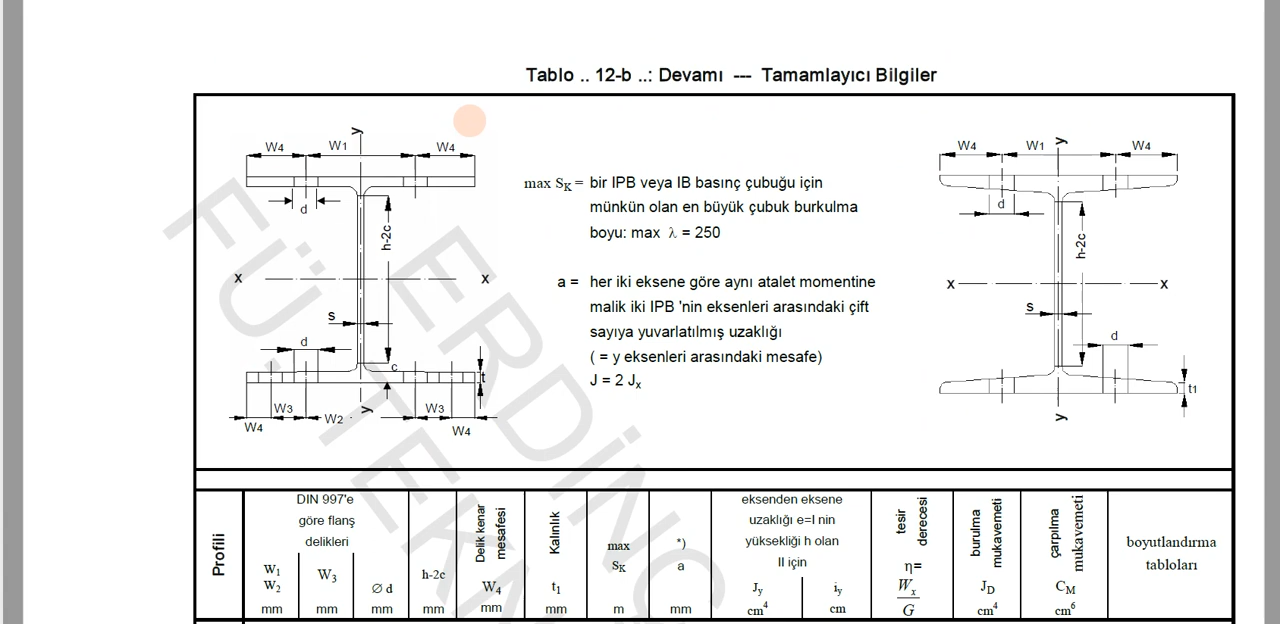 Tablo .. 12-b ..: Devamı --- Tamamlayıcı Bilgiler
W4 W1 W4
y
d
h-2c
x x
s
d
c
t
W3 W2 W3
W4 y W4
max SK = bir IPB veya IB basınç çubuğu için
münkün olan en büyük çubuk burkulma
boyu: max λ = 250
a = her iki eksene göre aynı atalet momentine
malik iki IPB 'nin eksenleri arasındaki çift
sayıya yuvarlatılmış uzaklığı
( = y eksenleri arasındaki mesafe)
J = 2 Jx
W4 W1 y W4
d
h-2c
x x
s
d
t1
y
ERDİNÇ
FÜ. TEKN
Profili
DIN 997'e
göre flanş
delikleri
W1
W2
mm
W3
mm
∅ d
mm
h-2c
mm
Delik kenar
mesafesi
W4
mm
Kalınlık
t1
mm
max
SK
m
*)
a
mm
eksenden eksene
uzaklığı e=I nin
yüksekliği h olan
II için
Jy
cm4
iy
cm
tesir
derecesi
η=
Wx
G
burulma
mukavemeti
JD
cm4
çarpılma
mukavemeti
CM
cm6
boyutlandırma
tabloları